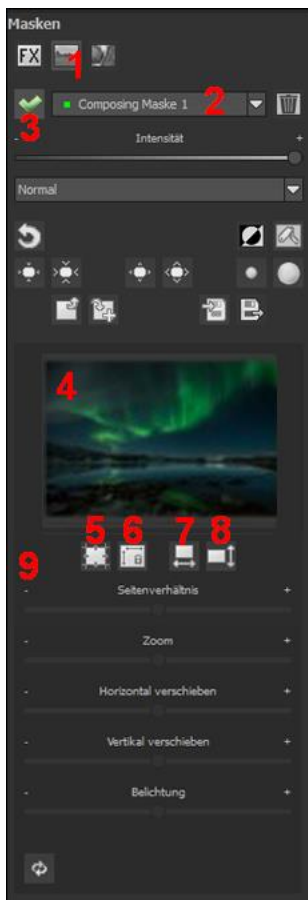 Masken
FX 1
3 Composing Maske 1 2
- Intensität +
Normal
4
5 6 7 8
9
- Seitenverhältnis +
- Zoom +
- Horizontal verschieben +
- Vertikal verschieben +
- Belichtung +